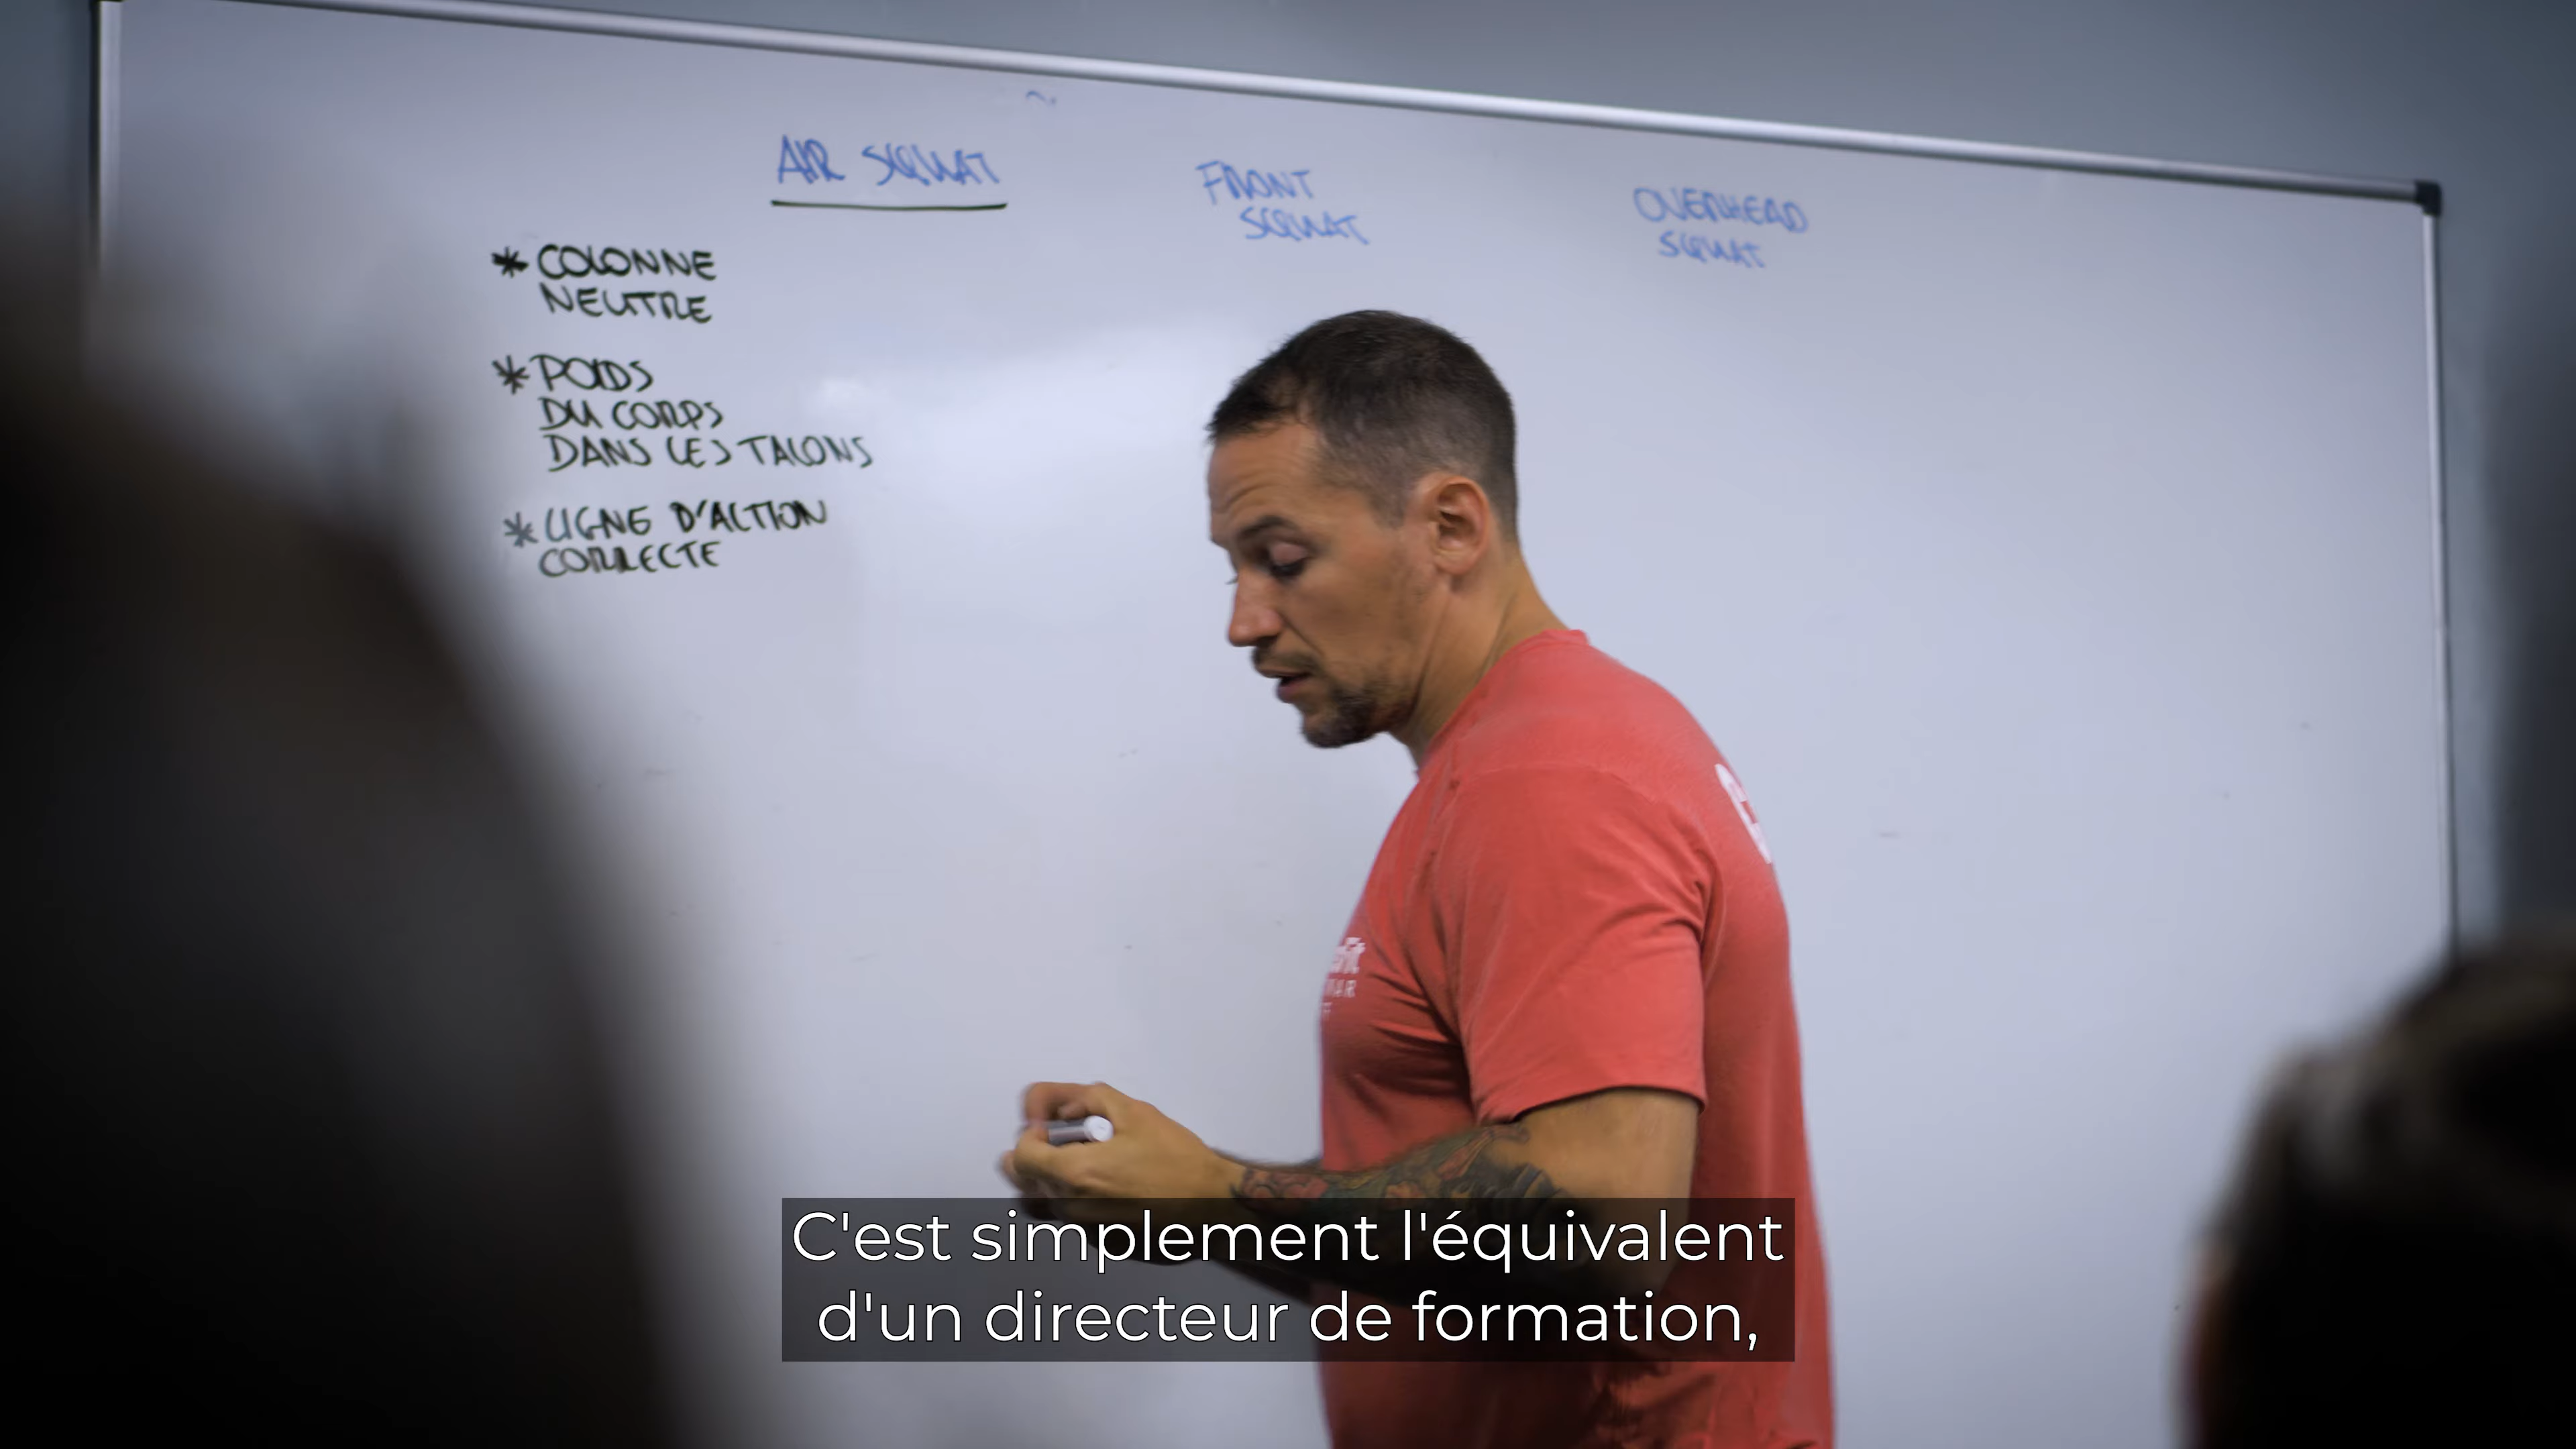 AIR SQUAT
FRONT
SQUAT
OVERHEAD
SQUAT
* COLONNE
NEUTRE
* POIDS
DU CORPS
DANS LES TALONS
* LIGNE D'ACTION
CORRECTE
C'est simplement l'équivalent
d'un directeur de formation,